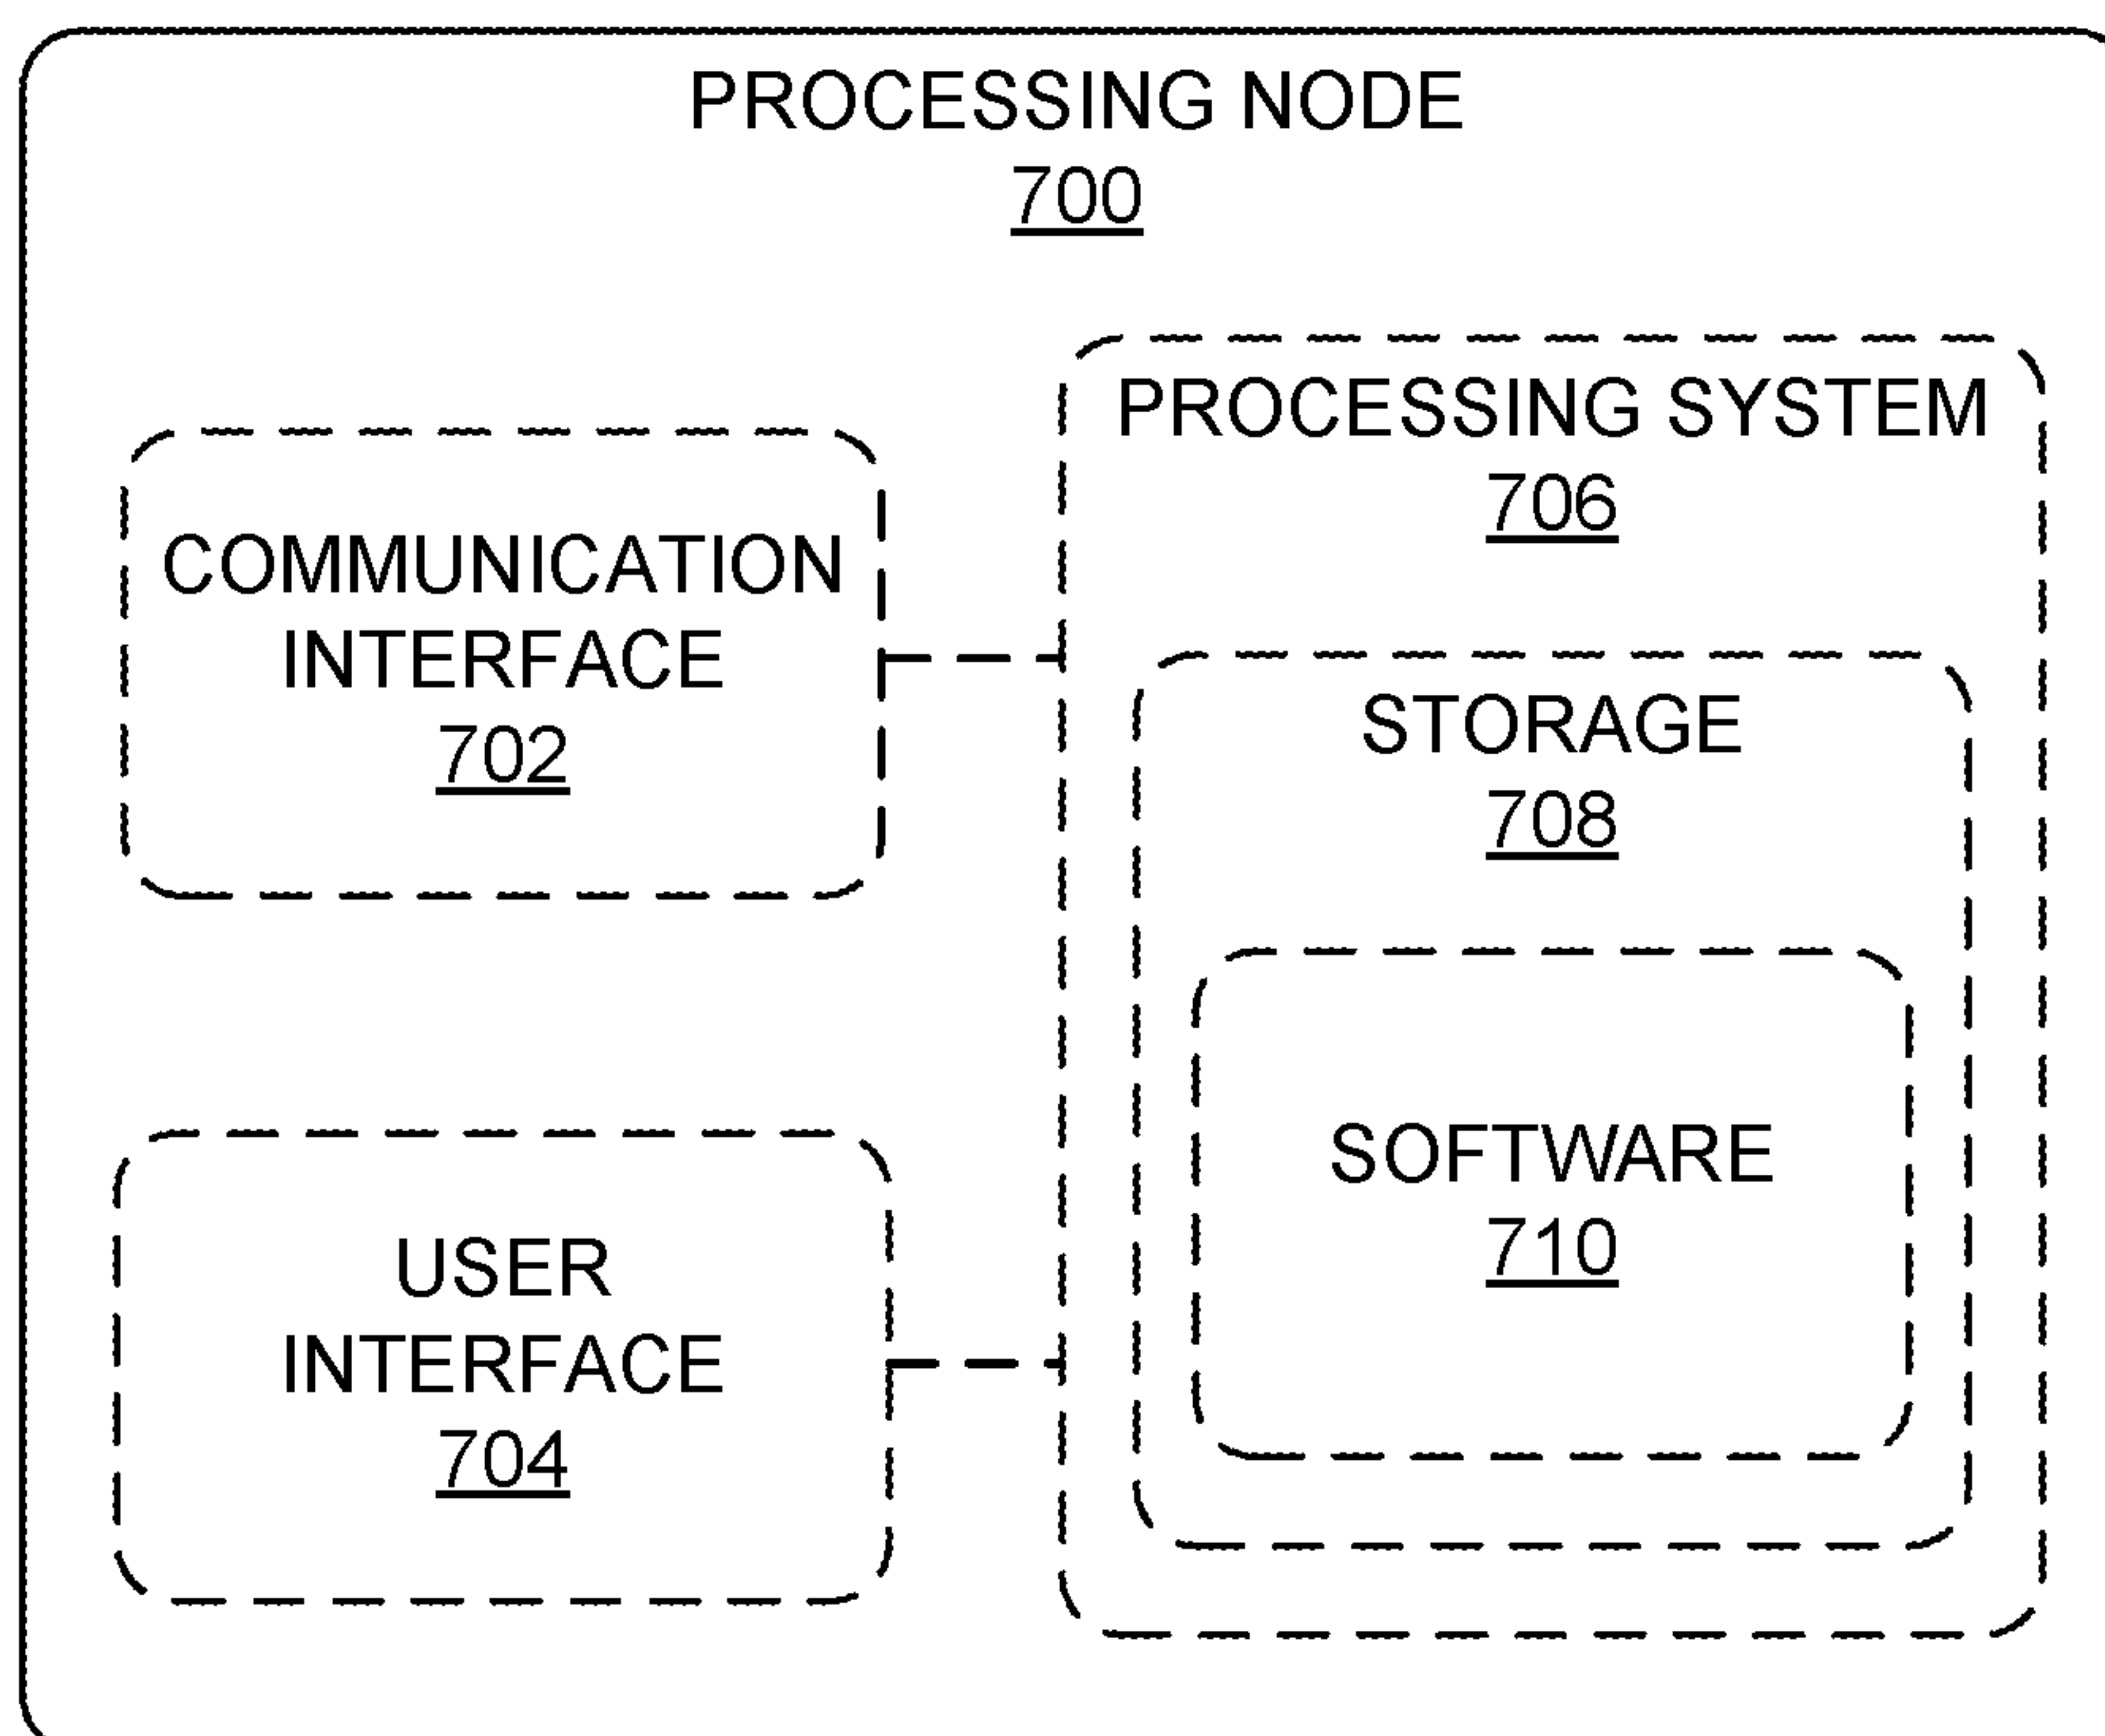 PROCESSING NODE
700
PROCESSING SYSTEM
706
COMMUNICATION
INTERFACE
702
STORAGE
708
SOFTWARE
710
USER
INTERFACE
704